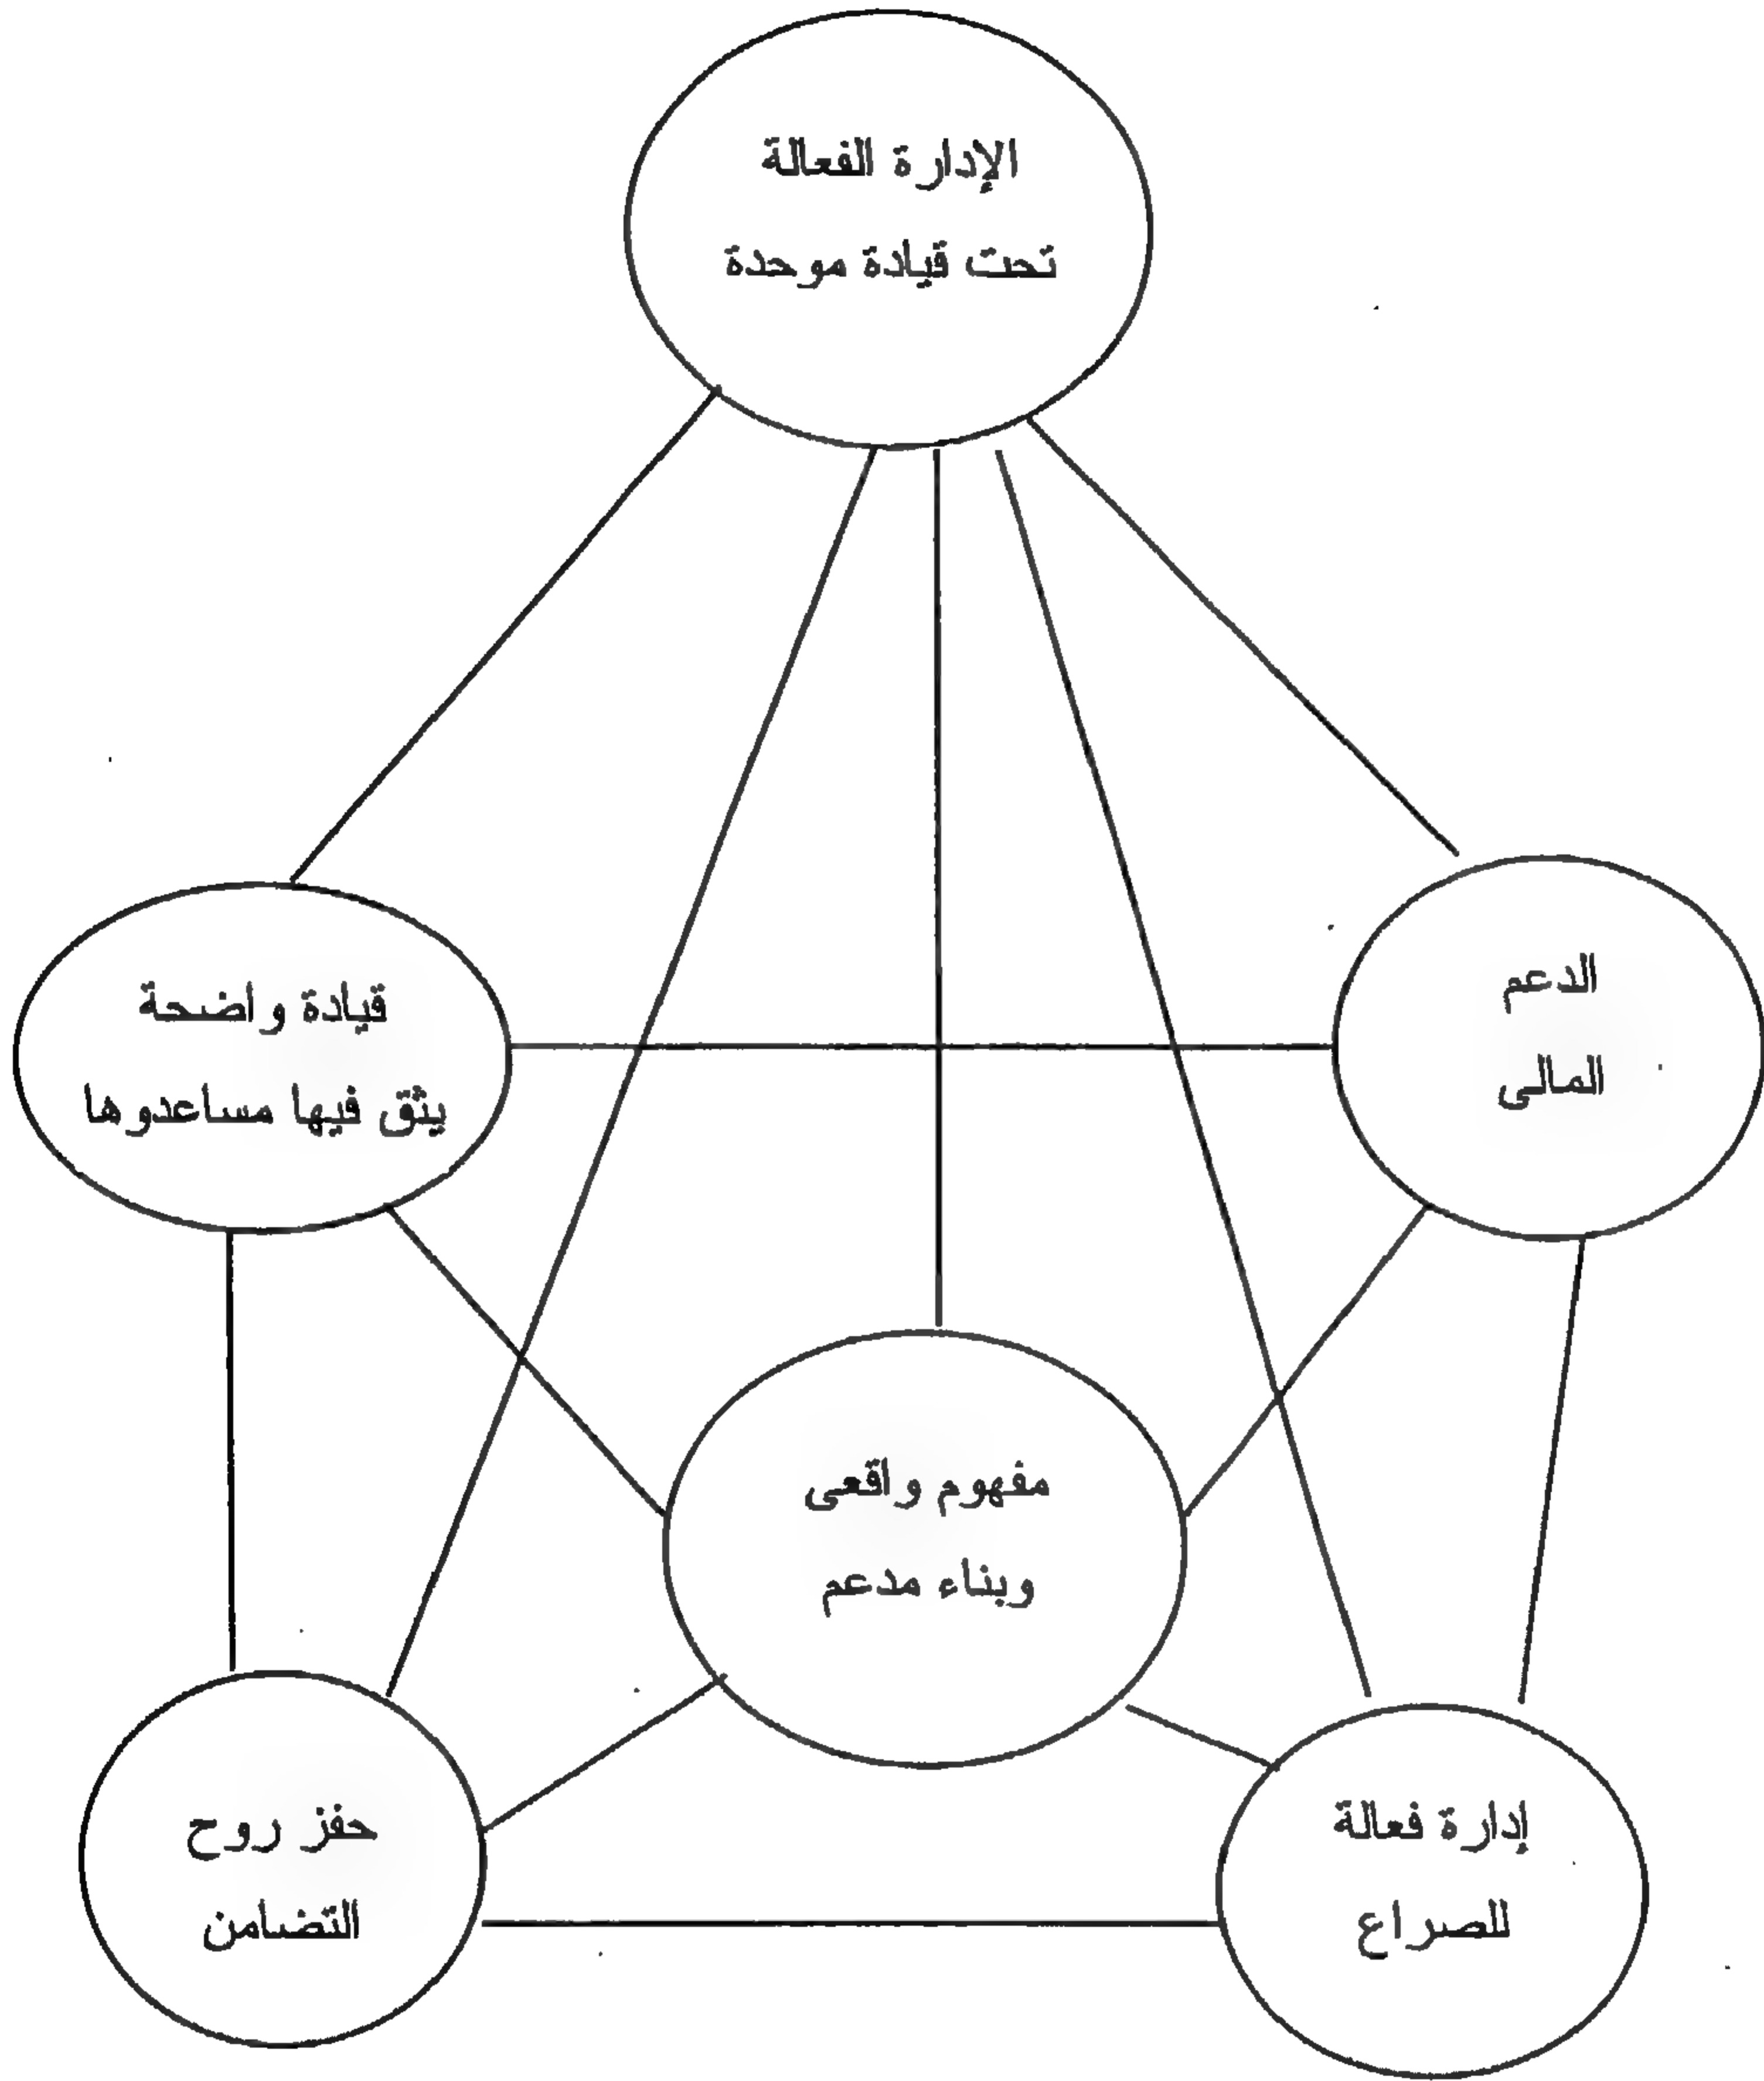 الإدارة الفعالة
تحت قيادة موحدة
الدعم
المالى
قيادة واضحة
يثق فيها مساعدوها
مفهوم واقعى
وبناء مدعم
إدارة فعالة
للصراع
حفز روح
التضامن